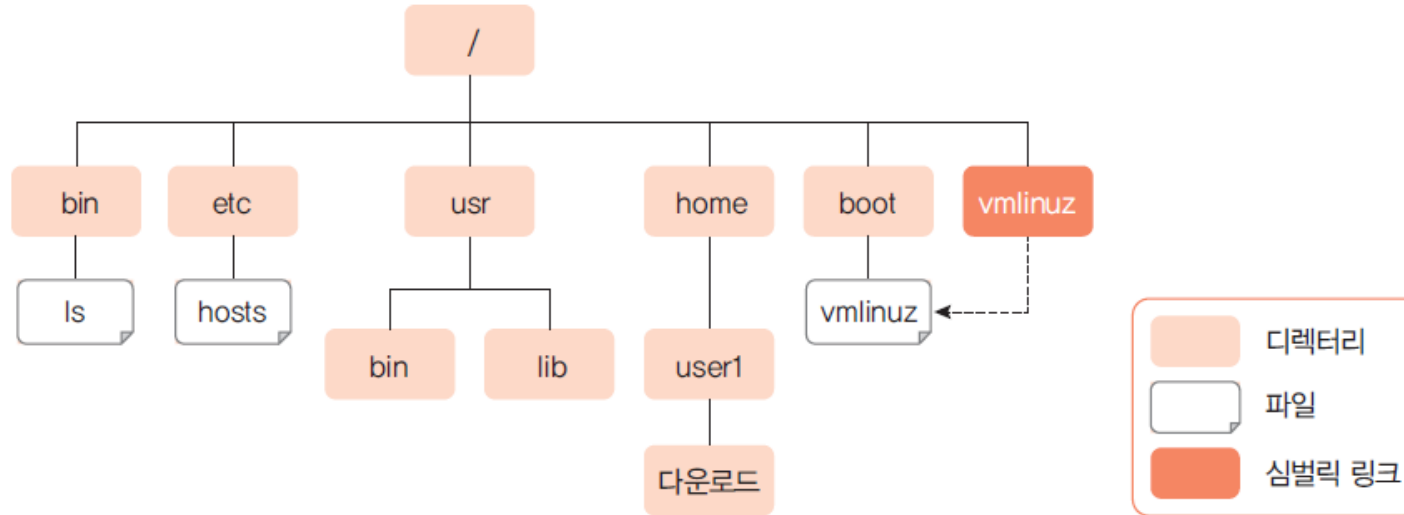 /
bin
etc
usr
home
boot
vmlinuz
ls
hosts
vmlinuz
bin
lib
user1
다운로드
디렉터리
파일
심벌릭 링크